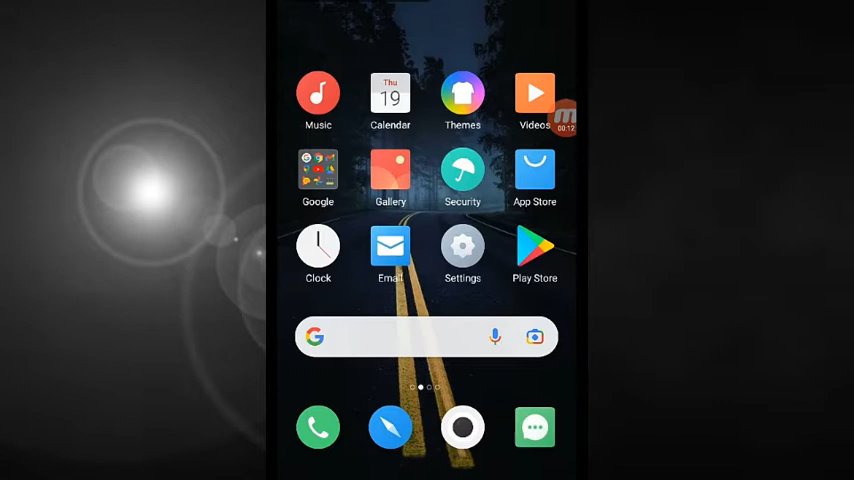 Thu
19
Music
Calendar
Themes
Videos
00:12
Google
Gallery
Security
App Store
Clock
Email
Settings
Play Store